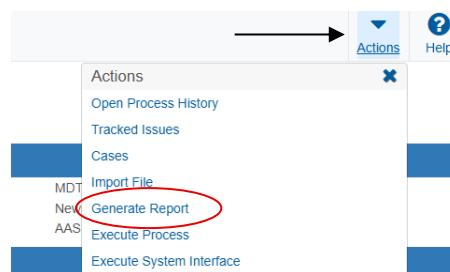 Actions
Help
Actions
Open Process History
Tracked Issues
Cases
Import File
MDT
Generate Report
New
AAS
Execute Process
Execute System Interface